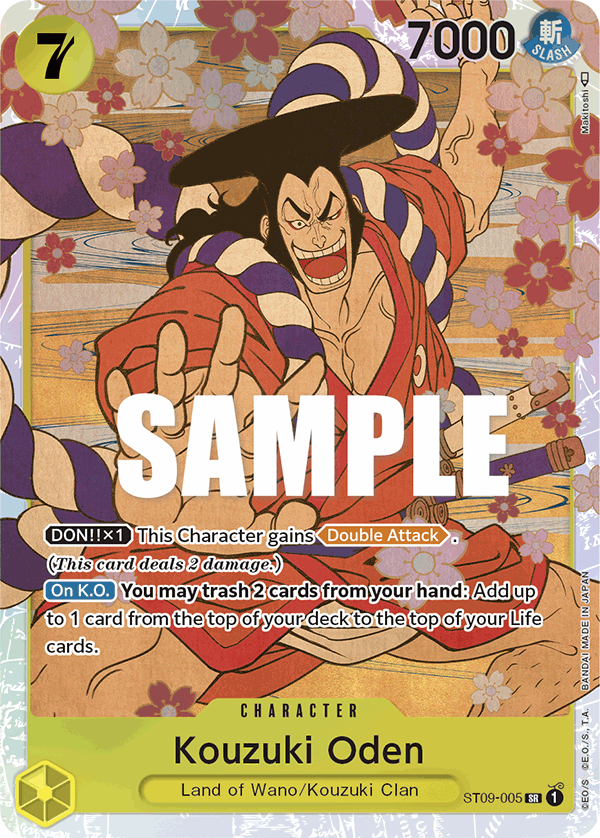 7
7000
斬
SLASH
Makitoshi
SAMPLE
DON!!×1 This Character gains Double Attack .
(This card deals 2 damage.)
On K.O. You may trash 2 cards from your hand: Add up
to 1 card from the top of your deck to the top of your Life
cards.
©E.O/S ©E.O./S., T.A. BANDAI MADE IN JAPAN
CHARACTER
Kouzuki Oden
Land of Wano/Kouzuki Clan
ST09-005 SR 1